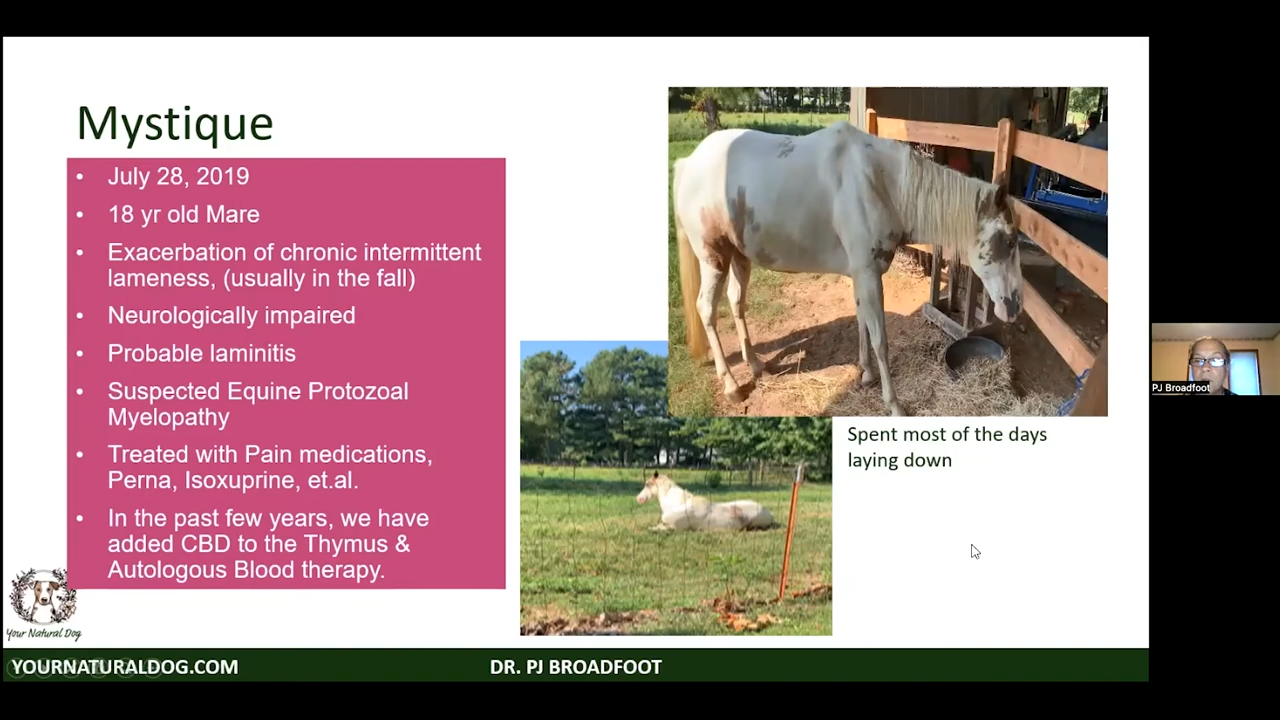 Mystique
• July 28, 2019
• 18 yr old Mare
• Exacerbation of chronic intermittent
lameness, (usually in the fall)
• Neurologically impaired
• Probable laminitis
• Suspected Equine Protozoal
Myelopathy
• Treated with Pain medications,
Perna, Isoxuprine, et.al.
• In the past few years, we have
added CBD to the Thymus &
Autologous Blood therapy.
Spent most of the days
laying down
PJ Broadfoot
Your Natural Dog
YOURNATURALDOG.COM
DR. PJ BROADFOOT